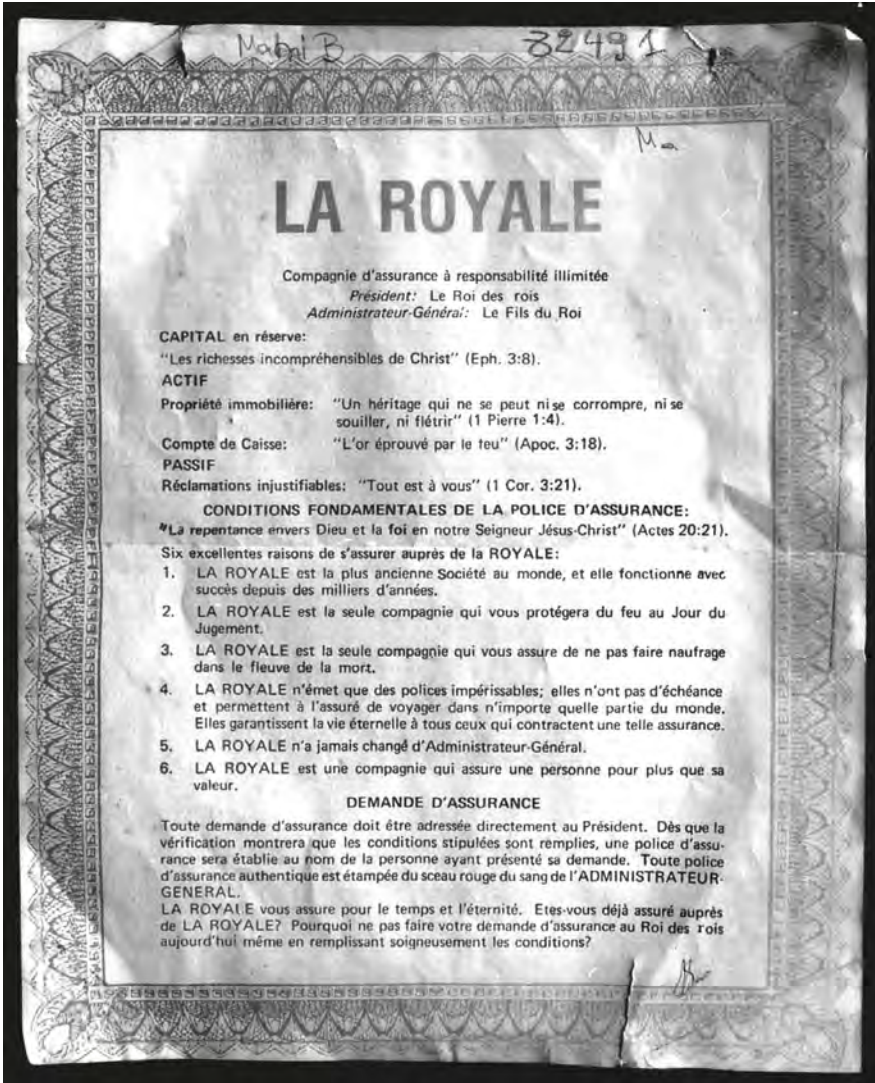 Mabni B 32491
Ma
LA ROYALE
Compagnie d'assurance à responsabilité illimitée
Président: Le Roi des rois
Administrateur-Général: Le Fils du Roi
CAPITAL en réserve:
"Les richesses incompréhensibles de Christ" (Eph. 3:8).
ACTIF
Propriété immobilière: "Un héritage qui ne se peut ni se corrompre, ni se
souiller, ni flétrir" (1 Pierre 1:4).
Compte de Caisse: "L'or éprouvé par le feu" (Apoc. 3:18).
PASSIF
Réclamations injustifiables: "Tout est à vous" (1 Cor. 3:21).
CONDITIONS FONDAMENTALES DE LA POLICE D'ASSURANCE:
"La repentance envers Dieu et la foi en notre Seigneur Jésus-Christ" (Actes 20:21).
Six excellentes raisons de s'assurer auprès de la ROYALE:
1. LA ROYALE est la plus ancienne Société au monde, et elle fonctionne avec
succès depuis des milliers d'années.
2. LA ROYALE est la seule compagnie qui vous protégera du feu au Jour du
Jugement.
3. LA ROYALE est la seule compagnie qui vous assure de ne pas faire naufrage
dans le fleuve de la mort.
4. LA ROYALE n'émet que des polices impérissables; elles n'ont pas d'échéance
et permettent à l'assuré de voyager dans n'importe quelle partie du monde.
Elles garantissent la vie éternelle à tous ceux qui contractent une telle assurance.
5. LA ROYALE n'a jamais changé d'Administrateur-Général.
6. LA ROYALE est une compagnie qui assure une personne pour plus que sa
valeur.
DEMANDE D'ASSURANCE
Toute demande d'assurance doit être adressée directement au Président. Dès que la
vérification montrera que les conditions stipulées sont remplies, une police d'assu-
rance sera établie au nom de la personne ayant présenté sa demande. Toute police
d'assurance authentique est étampée du sceau rouge du sang de l'ADMINISTRATEUR-
GENERAL.
LA ROYALE vous assure pour le temps et l'éternité. Etes-vous déjà assuré auprès
de LA ROYALE? Pourquoi ne pas faire votre demande d'assurance au Roi des rois
aujourd'hui même en remplissant soigneusement les conditions?